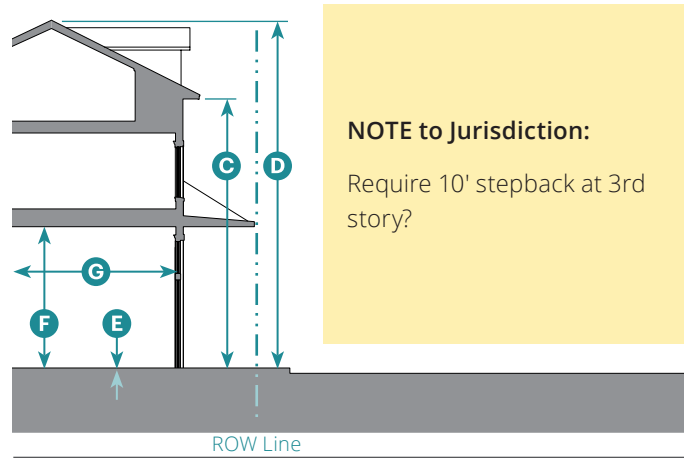 NOTE to Jurisdiction:
Require 10' stepback at 3rd
story?
C
D
G
F
E
ROW Line